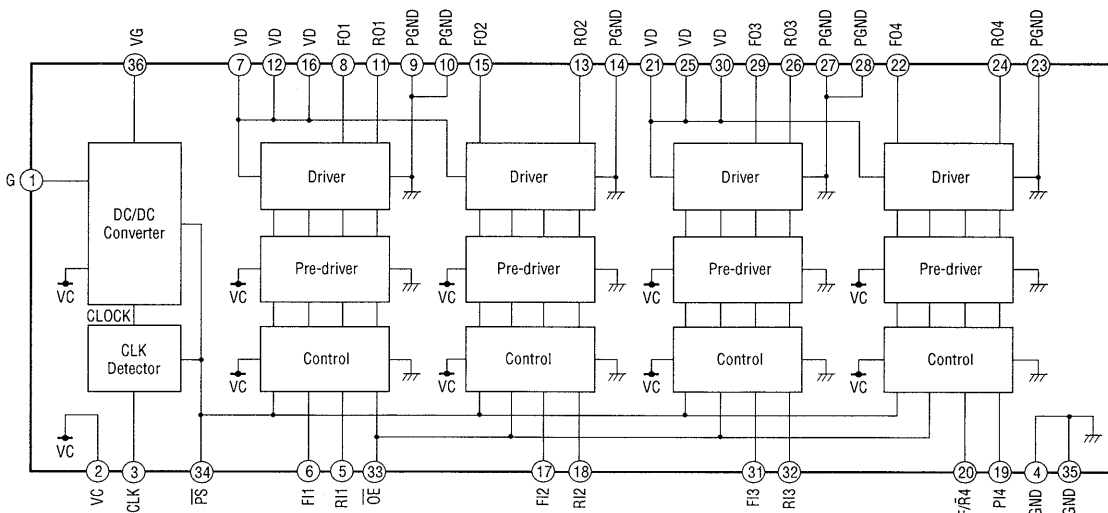 VG VD VD VD FO1 RO1 PGND PGND FO2 RO2 PGND VD VD VD FO3 RO3 PGND PGND FO4 RO4 PGND
36 7 12 16 8 11 9 10 15 13 14 21 25 30 29 26 27 28 22 24 23
G 1
DC/DC
Converter
Driver Driver Driver Driver
Pre-driver Pre-driver Pre-driver Pre-driver
VC VC VC VC VC
CLOCK
CLK
Detector
Control Control Control Control
VC VC VC VC
VC
2 3 34 6 5 33 17 18 31 32 20 19 4 35
VC CLK P̅S̅ FI1 RI1 O̅E̅ FI2 RI2 FI3 RI3 F/R̅4 PI4 GND GND